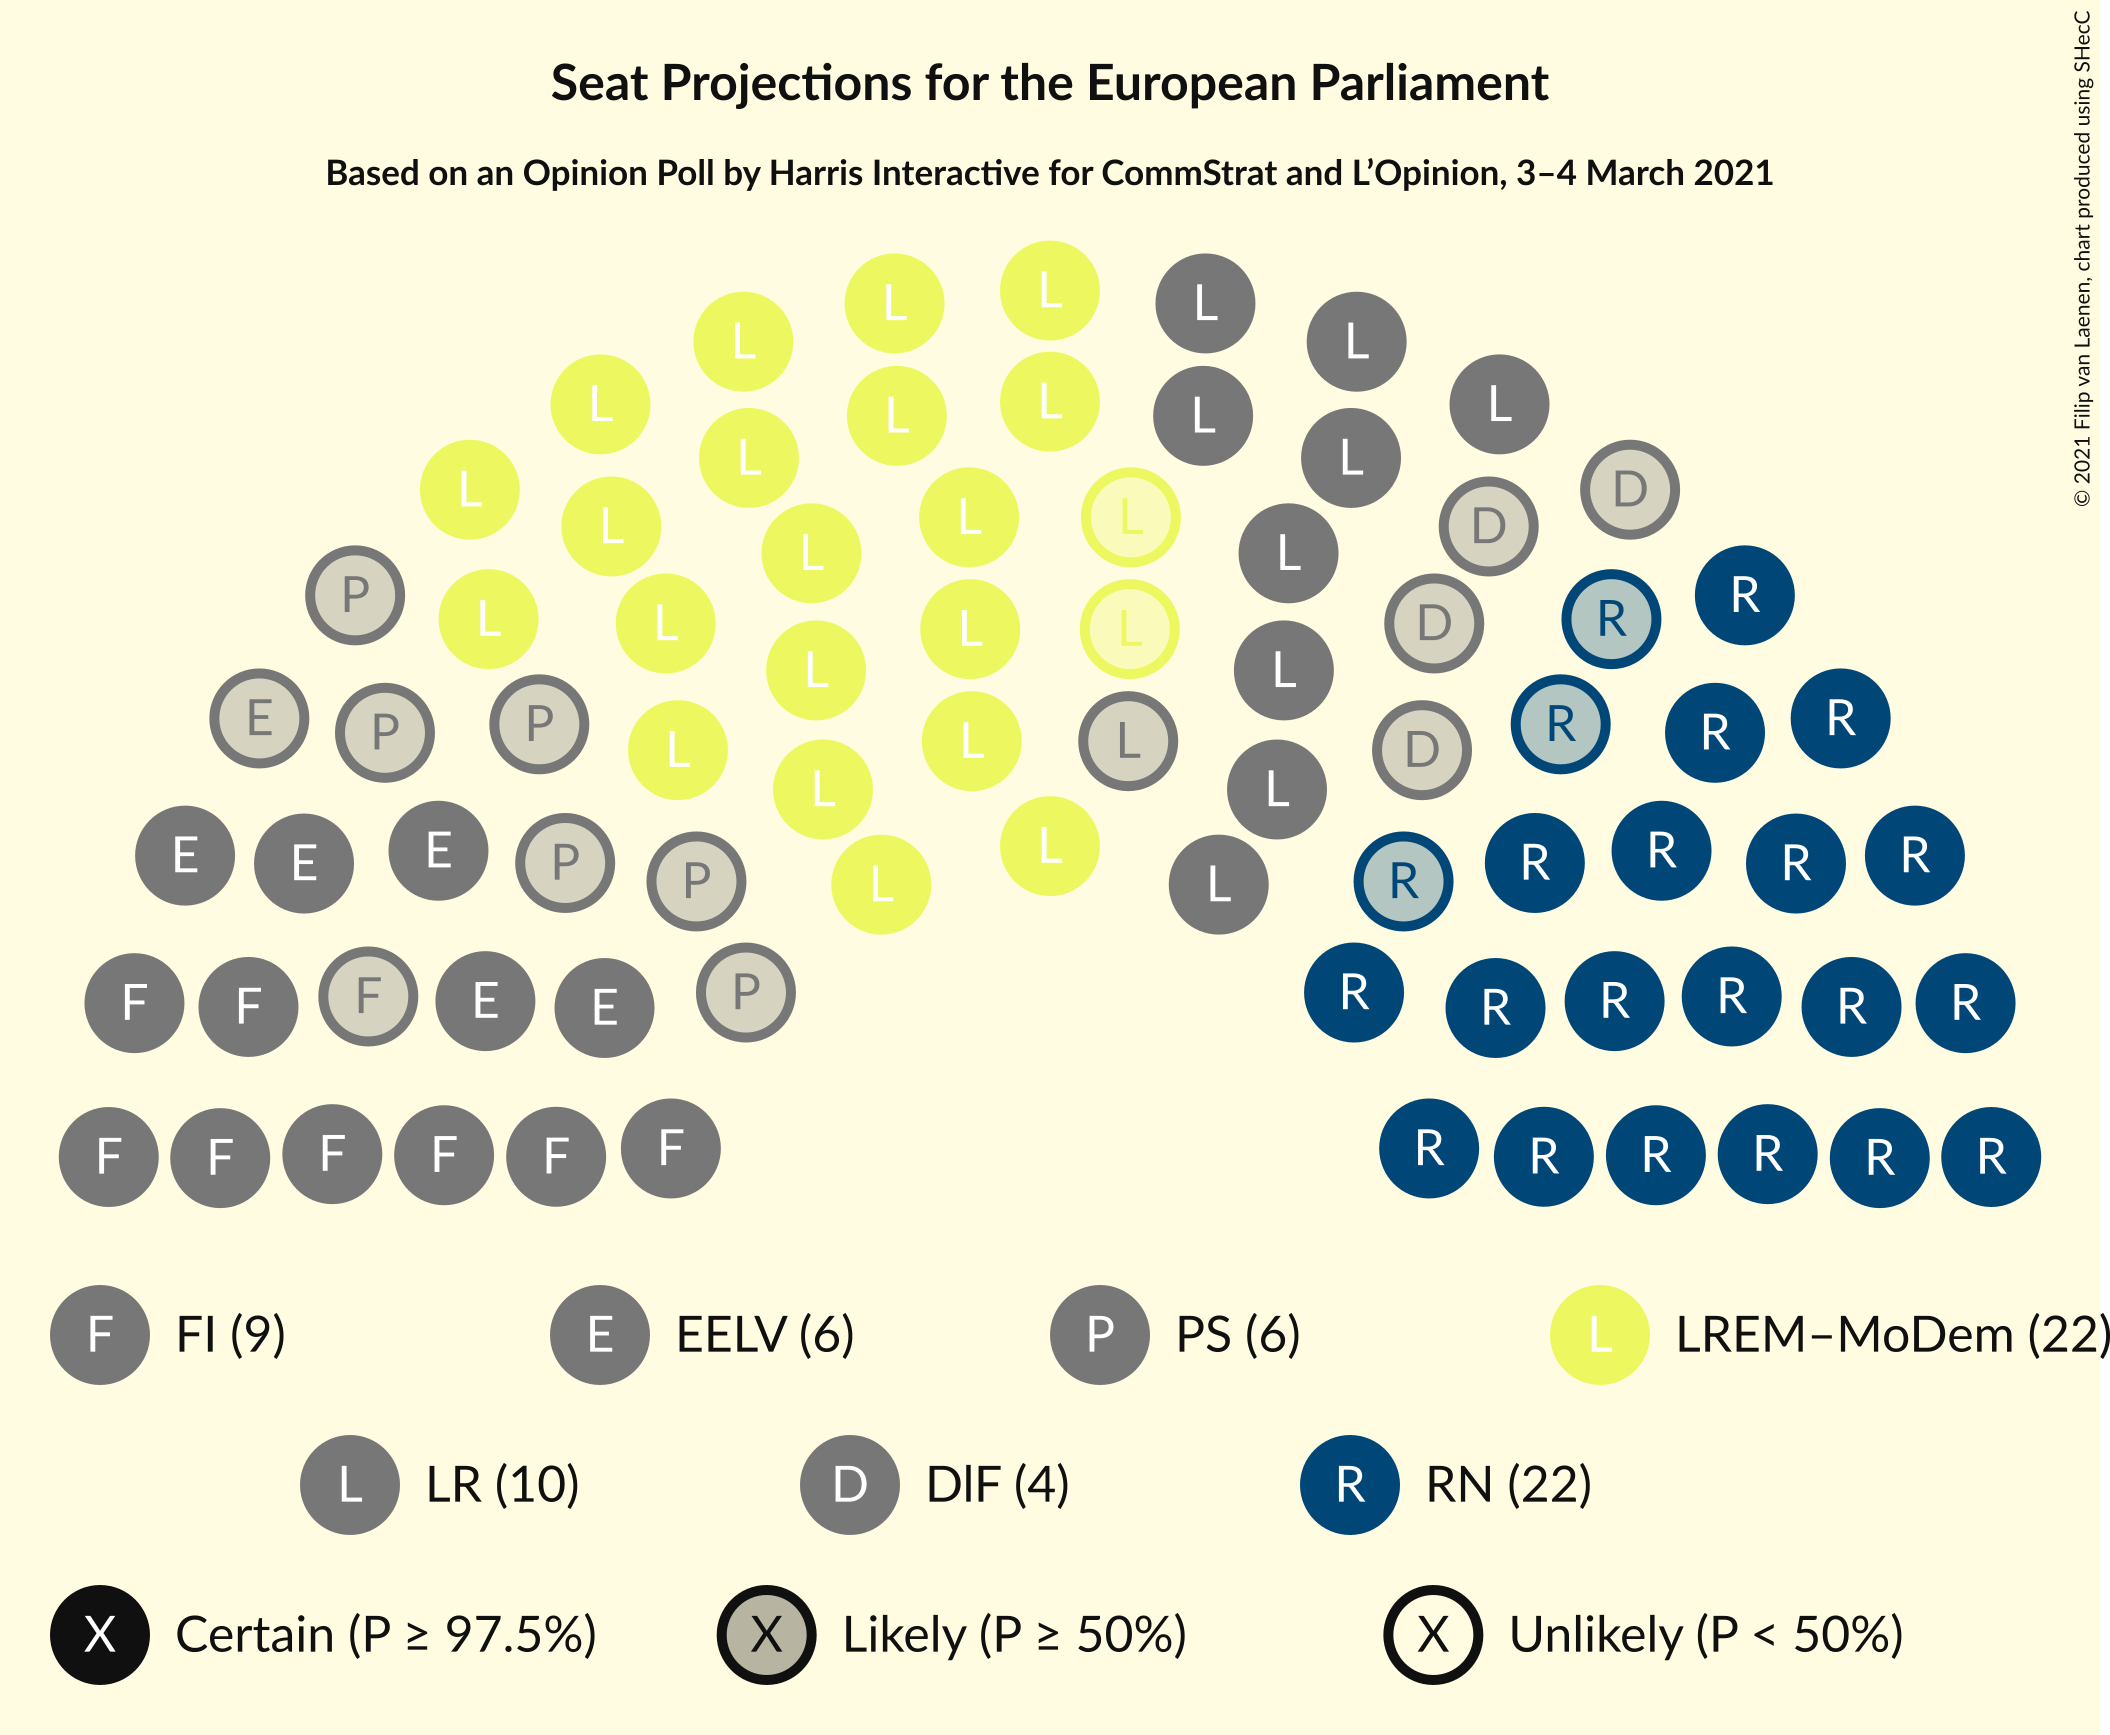 Seat Projections for the European Parliament
Based on an Opinion Poll by Harris Interactive for CommStrat and L’Opinion, 3–4 March 2021
© 2021 Filip van Laenen, chart produced using SHecC
L L L L L
L L L L L
L L L L L D
L L L L D
P L L L R R
E P P L L L D R R R
L L L L
E E E P P L L L R R R R R
F F F E E P R R R R R R
F F F F F F R R R R R R
F FI (9) E EELV (6) P PS (6) L LREM–MoDem (22)
L LR (10) D DIF (4) R RN (22)
X Certain (P ≥ 97.5%) X Likely (P ≥ 50%) X Unlikely (P < 50%)